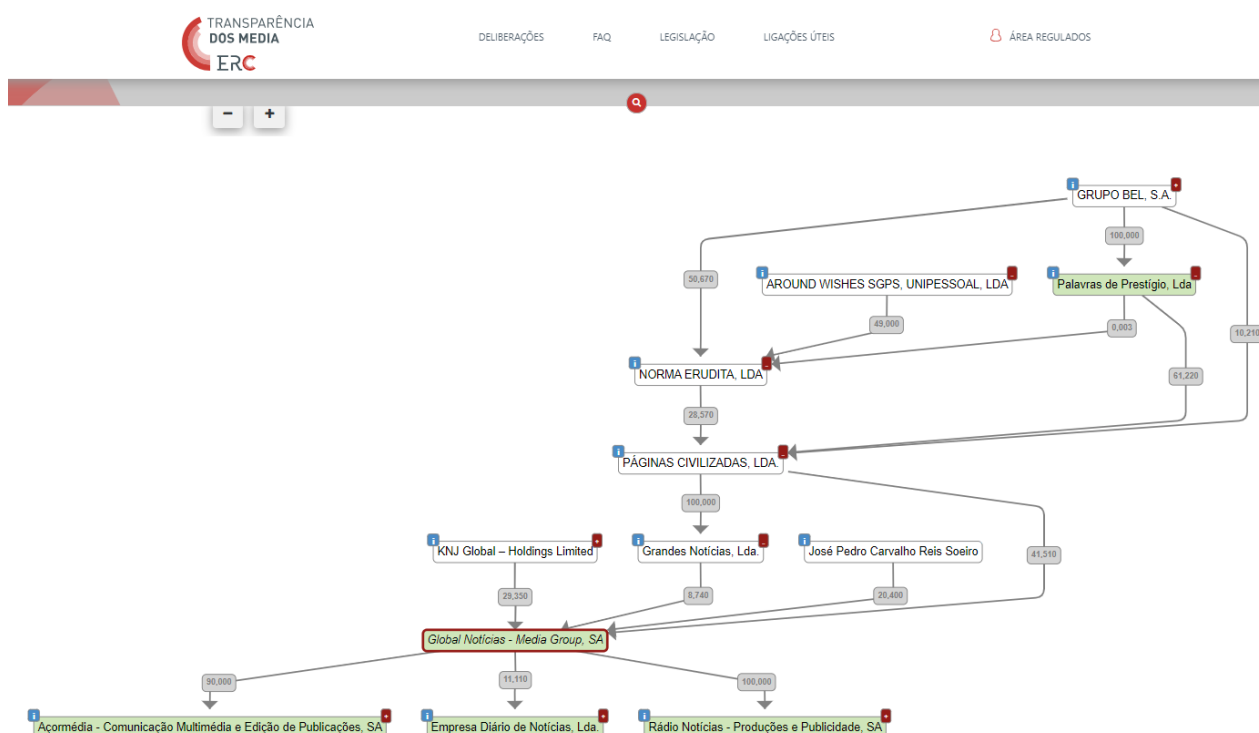 TRANSPARÊNCIA
DOS MEDIA
ERC
DELIBERAÇÕES
FAQ
LEGISLAÇÃO
LIGAÇÕES ÚTEIS
ÁREA REGULADOS
− +
GRUPO BEL, S.A.
100,000
50,670
AROUND WISHES SGPS, UNIPESSOAL, LDA
Palavras de Prestígio, Lda
49,000
0,003
10,210
NORMA ERUDITA, LDA
61,220
28,570
PÁGINAS CIVILIZADAS, LDA.
100,000
KNJ Global – Holdings Limited
Grandes Notícias, Lda.
José Pedro Carvalho Reis Soeiro
41,510
29,350
8,740
20,400
Global Notícias - Media Group, SA
90,000
11,110
100,000
Açormédia - Comunicação Multimédia e Edição de Publicações, SA
Empresa Diário de Notícias, Lda.
Rádio Notícias - Produções e Publicidade, SA